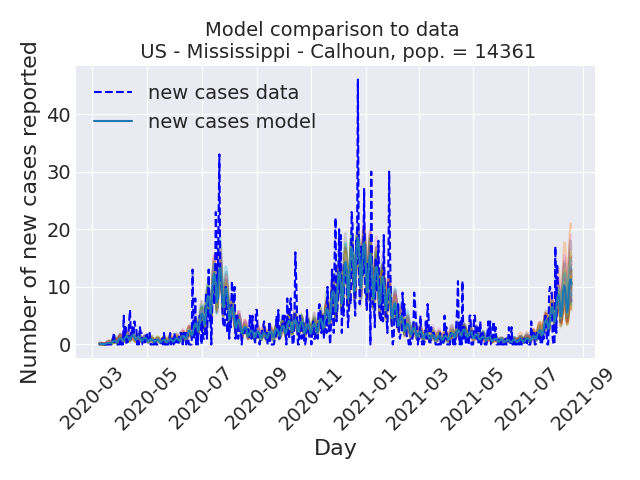 Model comparison to data
US - Mississippi - Calhoun, pop. = 14361
Number of new cases reported
40
30
20
10
0
new cases data
new cases model
2020-03
2020-05
2020-07
2020-09
2020-11
2021-01
2021-03
2021-05
2021-07
2021-09
Day